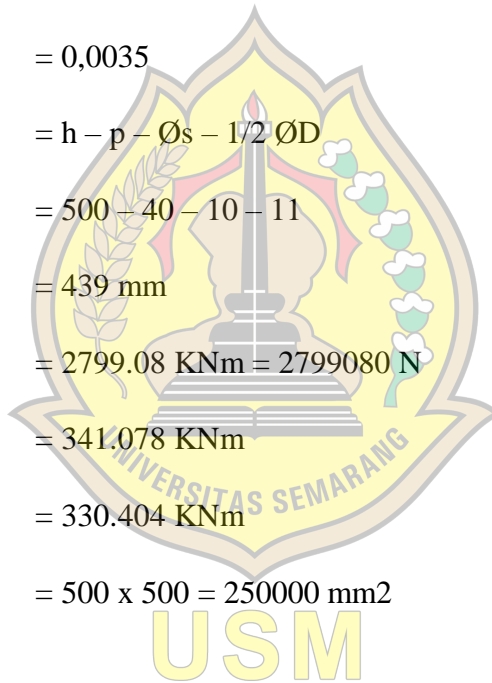 = 0,0035
= h – p – Øs – 1/2 ØD
= 500 – 40 – 10 – 11
= 439 mm
= 2799.08 KNm = 2799080 N
= 341.078 KNm
UNIVERSITAS SEMARANG
= 330.404 KNm
= 500 x 500 = 250000 mm2
USM